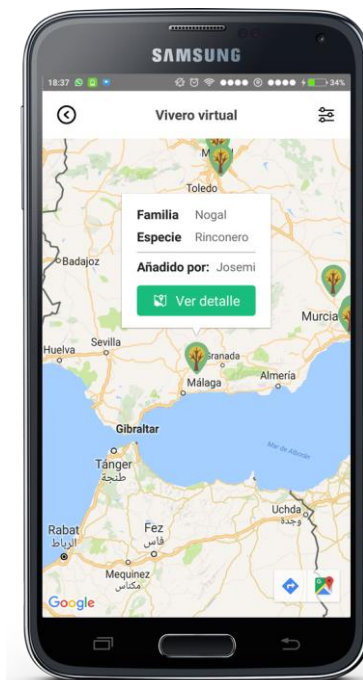 SAMSUNG
18:37
34%
Vivero virtual
M
Toledo
Familia Nogal
Especie Rinconero
Añadido por: Josemi
Ver detalle
Badajoz
Murcia
Sevilla
Huelva
Granada
Almería
Málaga
Gibraltar
Mar de Alborán
Tánger
طنجة
Uchda
وجدة
Rabat
الرباط
Fez
فاس
Mequinez
مكناس
Google